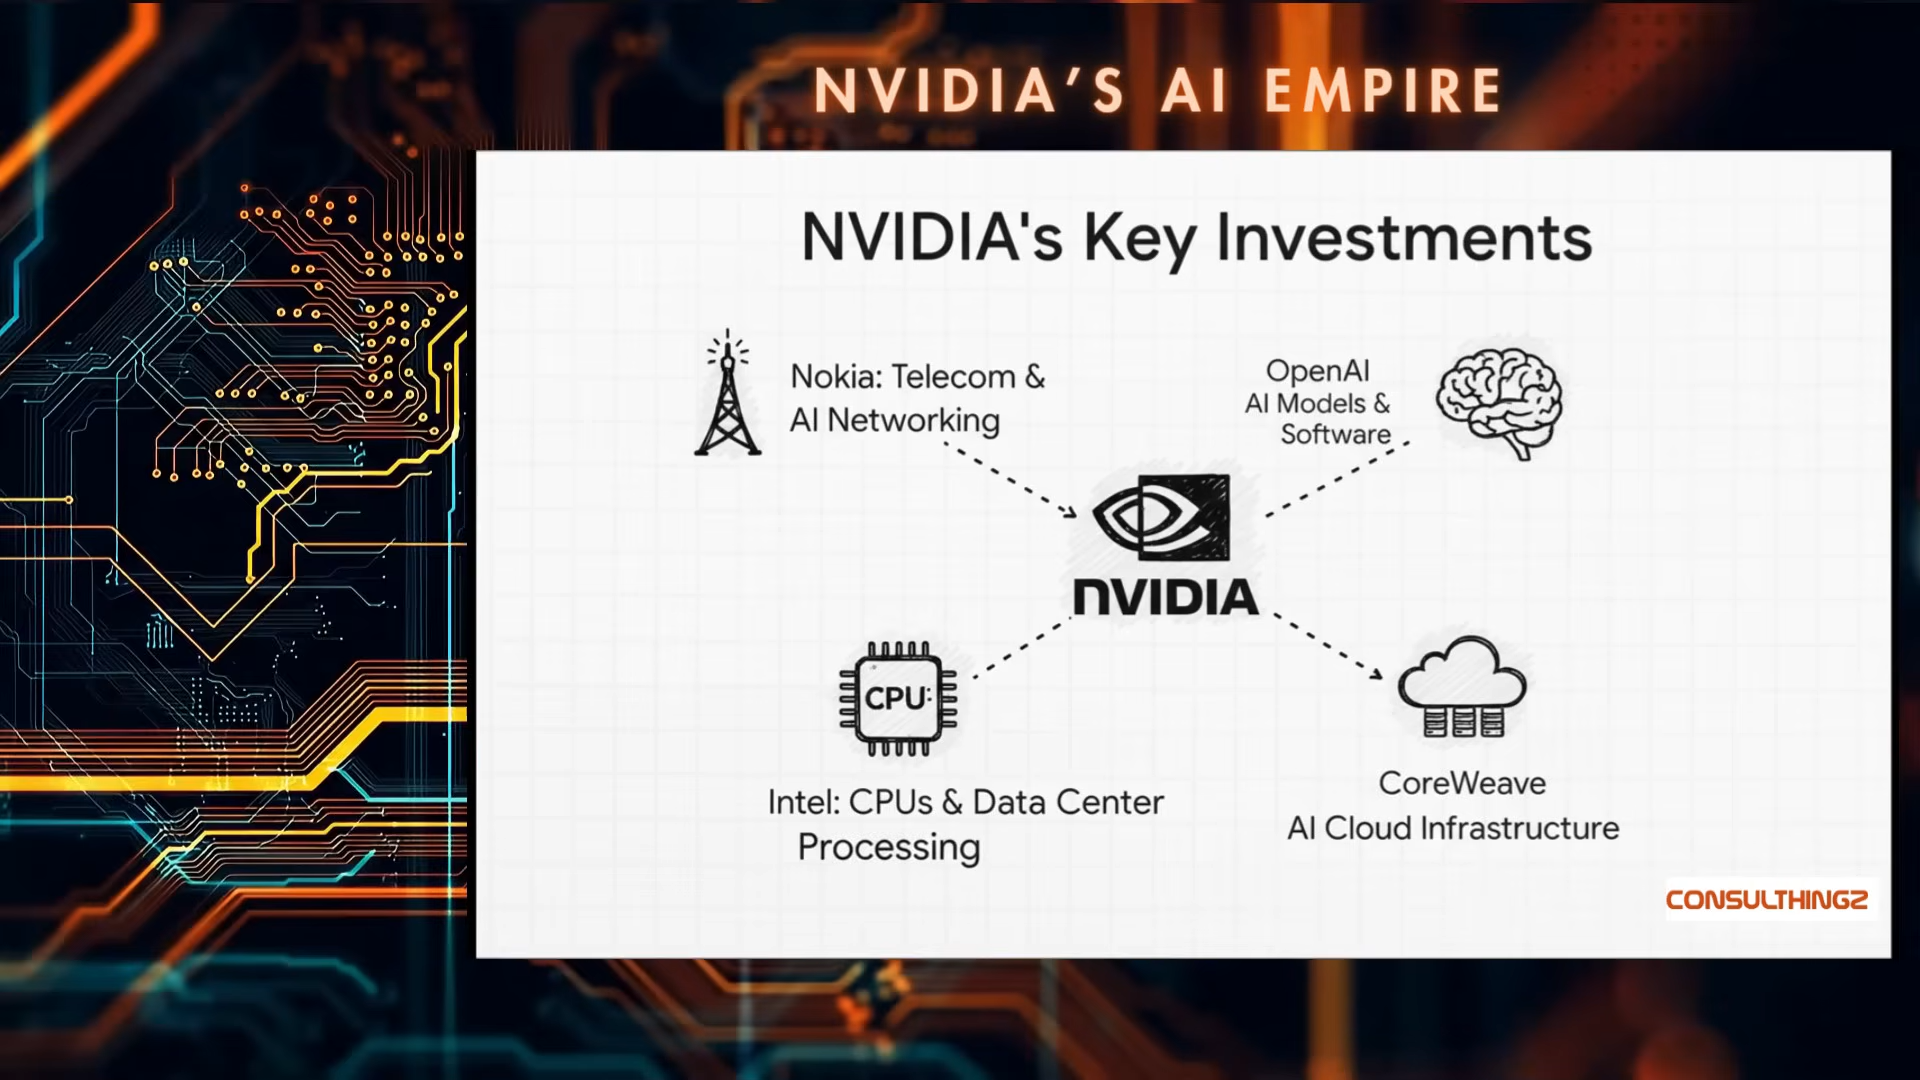 NVIDIA’S AI EMPIRE
NVIDIA's Key Investments
Nokia: Telecom &
AI Networking
OpenAI
AI Models &
Software
NVIDIA
CPU:
Intel: CPUs & Data Center
Processing
CoreWeave
AI Cloud Infrastructure
CONSULTHINGZ